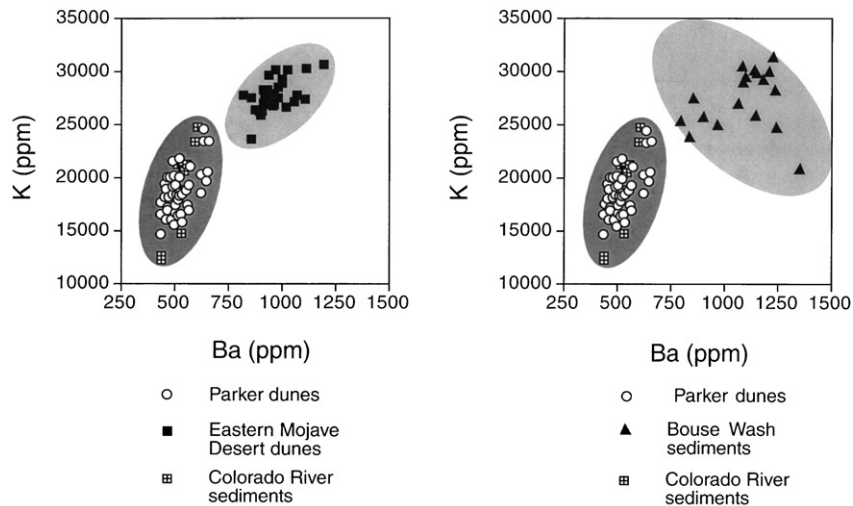 35000
30000
25000
20000
15000
10000
K (ppm)
250 500 750 1000 1250 1500
Ba (ppm)
Parker dunes
Eastern Mojave
Desert dunes
Colorado River
sediments
35000
30000
25000
20000
15000
10000
K (ppm)
250 500 750 1000 1250 1500
Ba (ppm)
Parker dunes
Bouse Wash
sediments
Colorado River
sediments